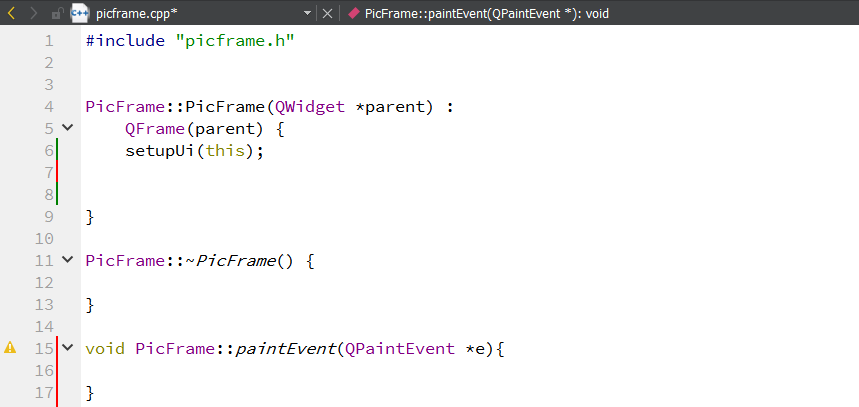 C++ picframe.cpp* PicFrame::paintEvent(QPaintEvent *): void
1 #include "picframe.h"
2
3
4 PicFrame::PicFrame(QWidget *parent) :
5     QFrame(parent) {
6     setupUi(this);
7
8
9 }
10
11 PicFrame::~PicFrame() {
12
13 }
14
15 void PicFrame::paintEvent(QPaintEvent *e){
16
17 }